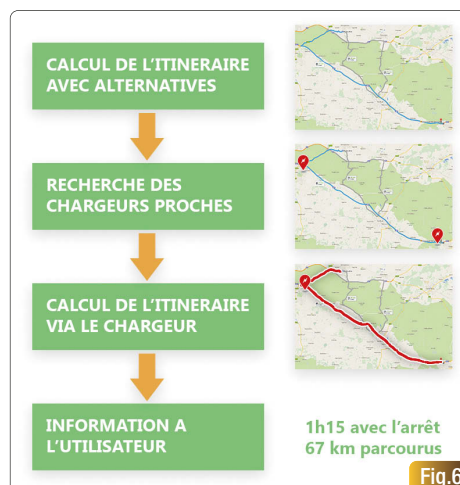 CALCUL DE L'ITINERAIRE
AVEC ALTERNATIVES
RECHERCHE DES
CHARGEURS PROCHES
CALCUL DE L'ITINERAIRE
VIA LE CHARGEUR
INFORMATION A
L'UTILISATEUR
1h15 avec l'arrêt
67 km parcourus
Fig.6